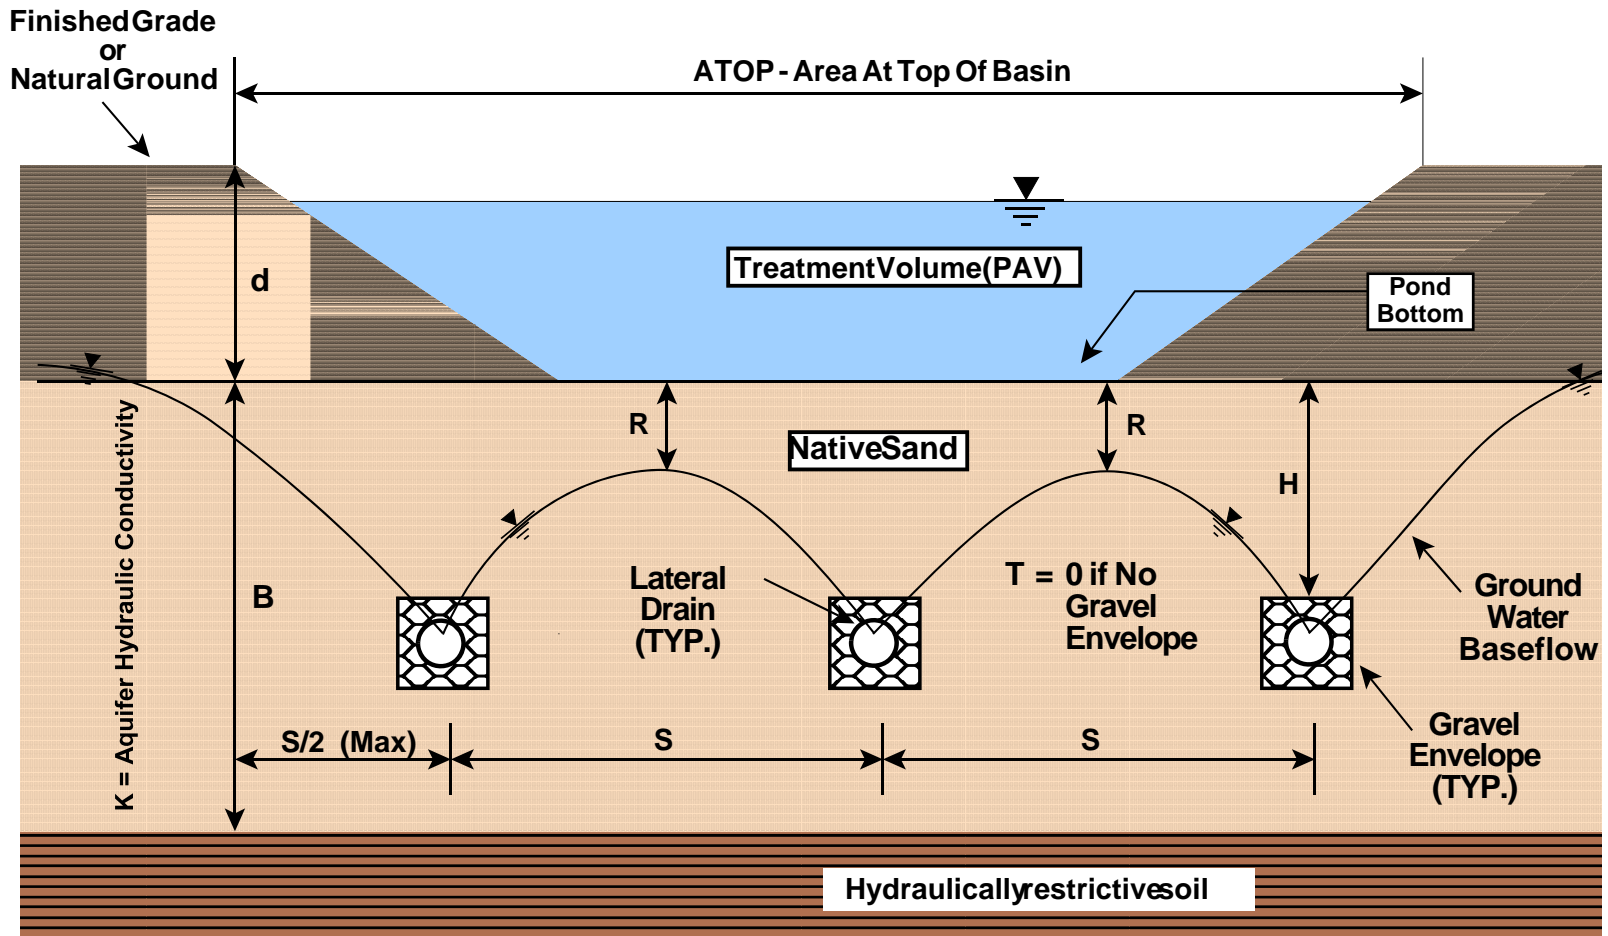 Finished Grade
or
Natural Ground
ATOP - Area At Top Of Basin
d
Treatment Volume (PAV)
Pond
Bottom
R
R
Native Sand
H
K = Aquifer Hydraulic Conductivity
B
Lateral
Drain
(TYP.)
T = 0 if No
Gravel
Envelope
Ground
Water
Baseflow
S/2 (Max)
S
S
Gravel
Envelope
(TYP.)
Hydraulically restrictive soil